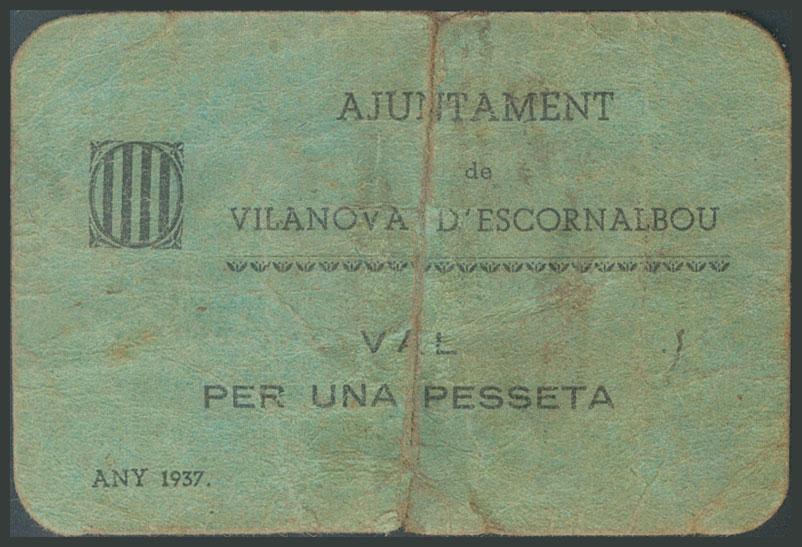 AJUNTAMENT
de
VILANOVA D'ESCORNALBOU
VAL
PER UNA PESSETA
ANY 1937.